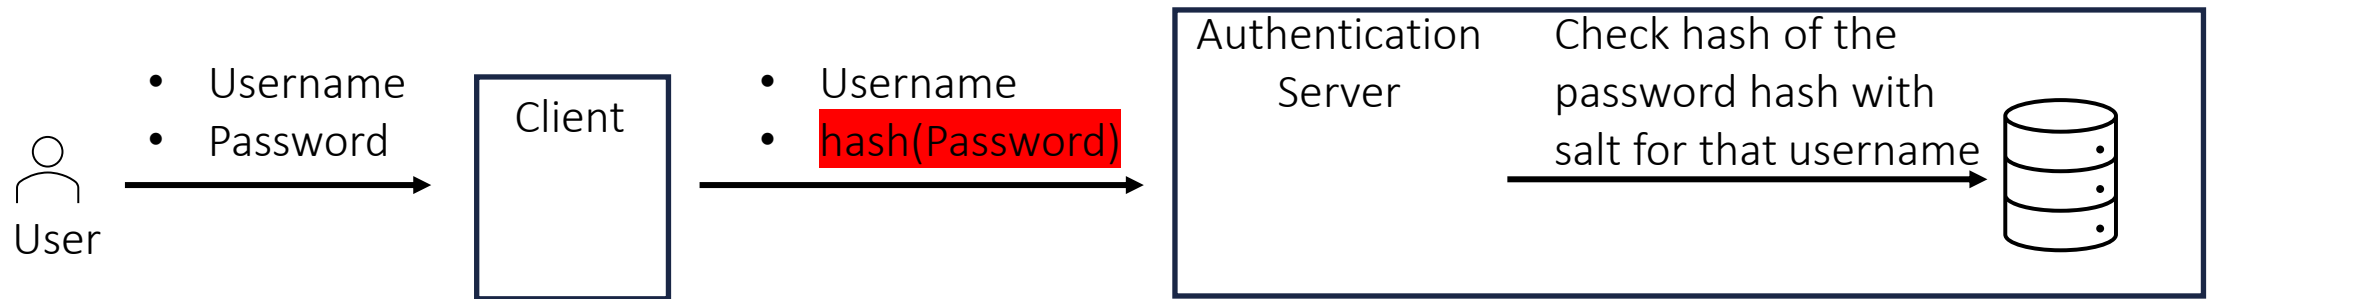 User
• Username
• Password
Client
• Username
• hash(Password)
Authentication
Server
Check hash of the
password hash with
salt for that username